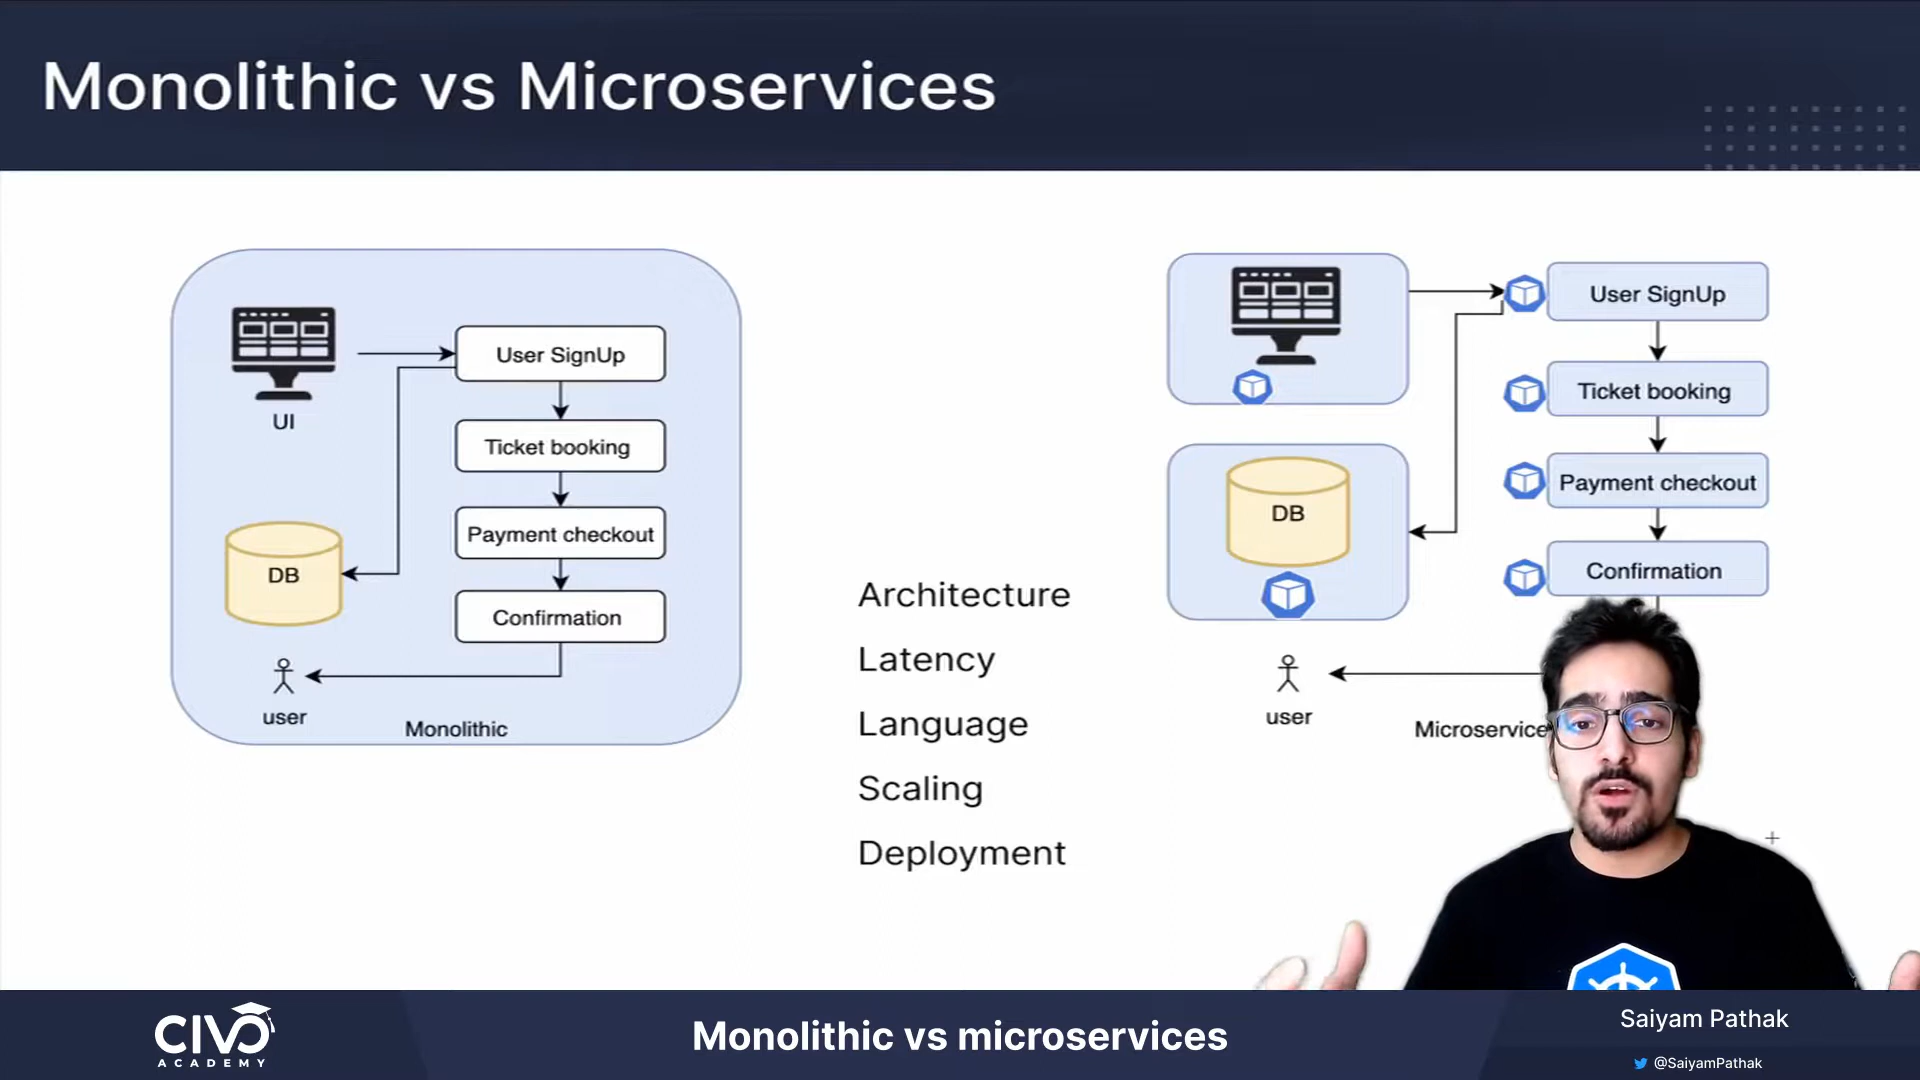 Monolithic vs Microservices
UI
User SignUp
Ticket booking
Payment checkout
Confirmation
DB
user
Monolithic
Architecture
Latency
Language
Scaling
Deployment
User SignUp
Ticket booking
Payment checkout
Confirmation
DB
user
Microservice
CIVO
ACADEMY
Monolithic vs microservices
Saiyam Pathak
@SaiyamPathak